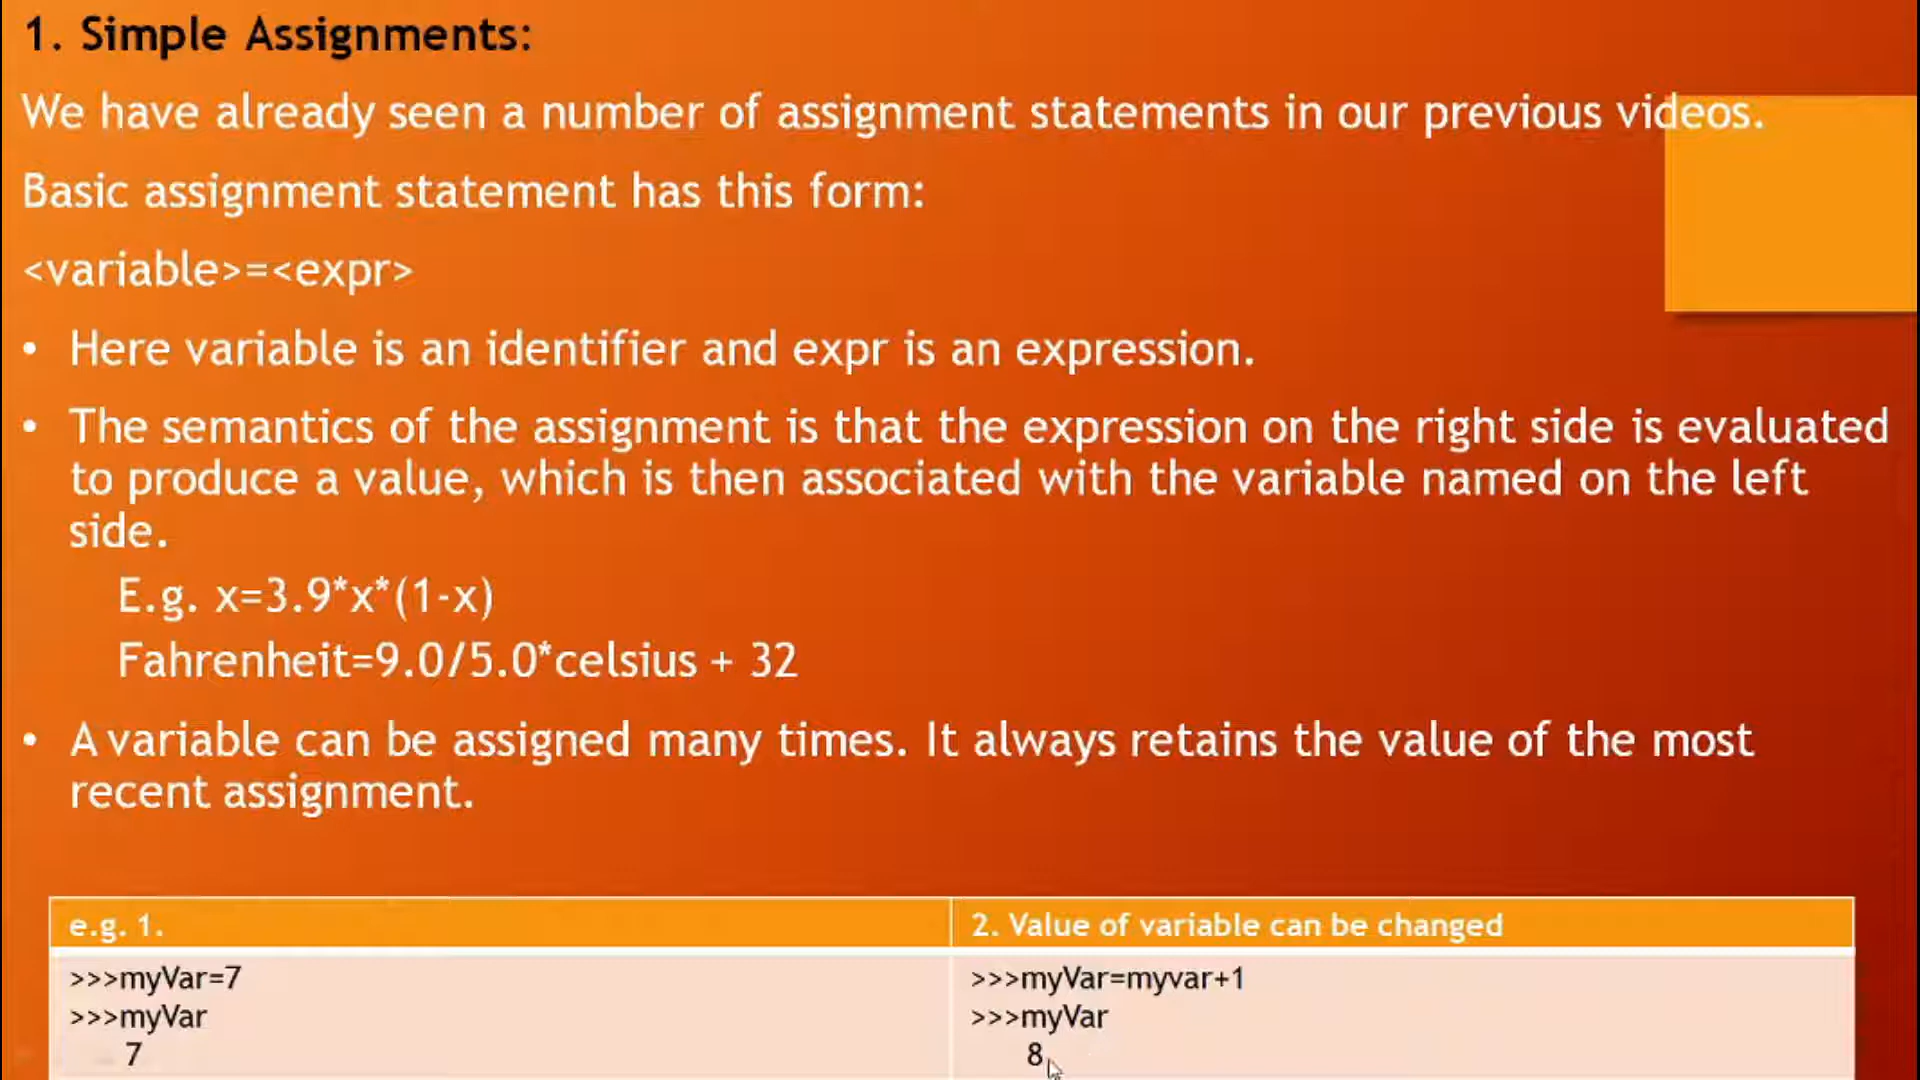 1. Simple Assignments:
We have already seen a number of assignment statements in our previous videos.
Basic assignment statement has this form:
<variable>=<expr>
• Here variable is an identifier and expr is an expression.
• The semantics of the assignment is that the expression on the right side is evaluated
to produce a value, which is then associated with the variable named on the left
side.
E.g. x=3.9*x*(1-x)
Fahrenheit=9.0/5.0*celsius + 32
• A variable can be assigned many times. It always retains the value of the most
recent assignment.
e.g. 1.
>>>myVar=7
>>>myVar
7
2. Value of variable can be changed
>>>myVar=myvar+1
>>>myVar
8